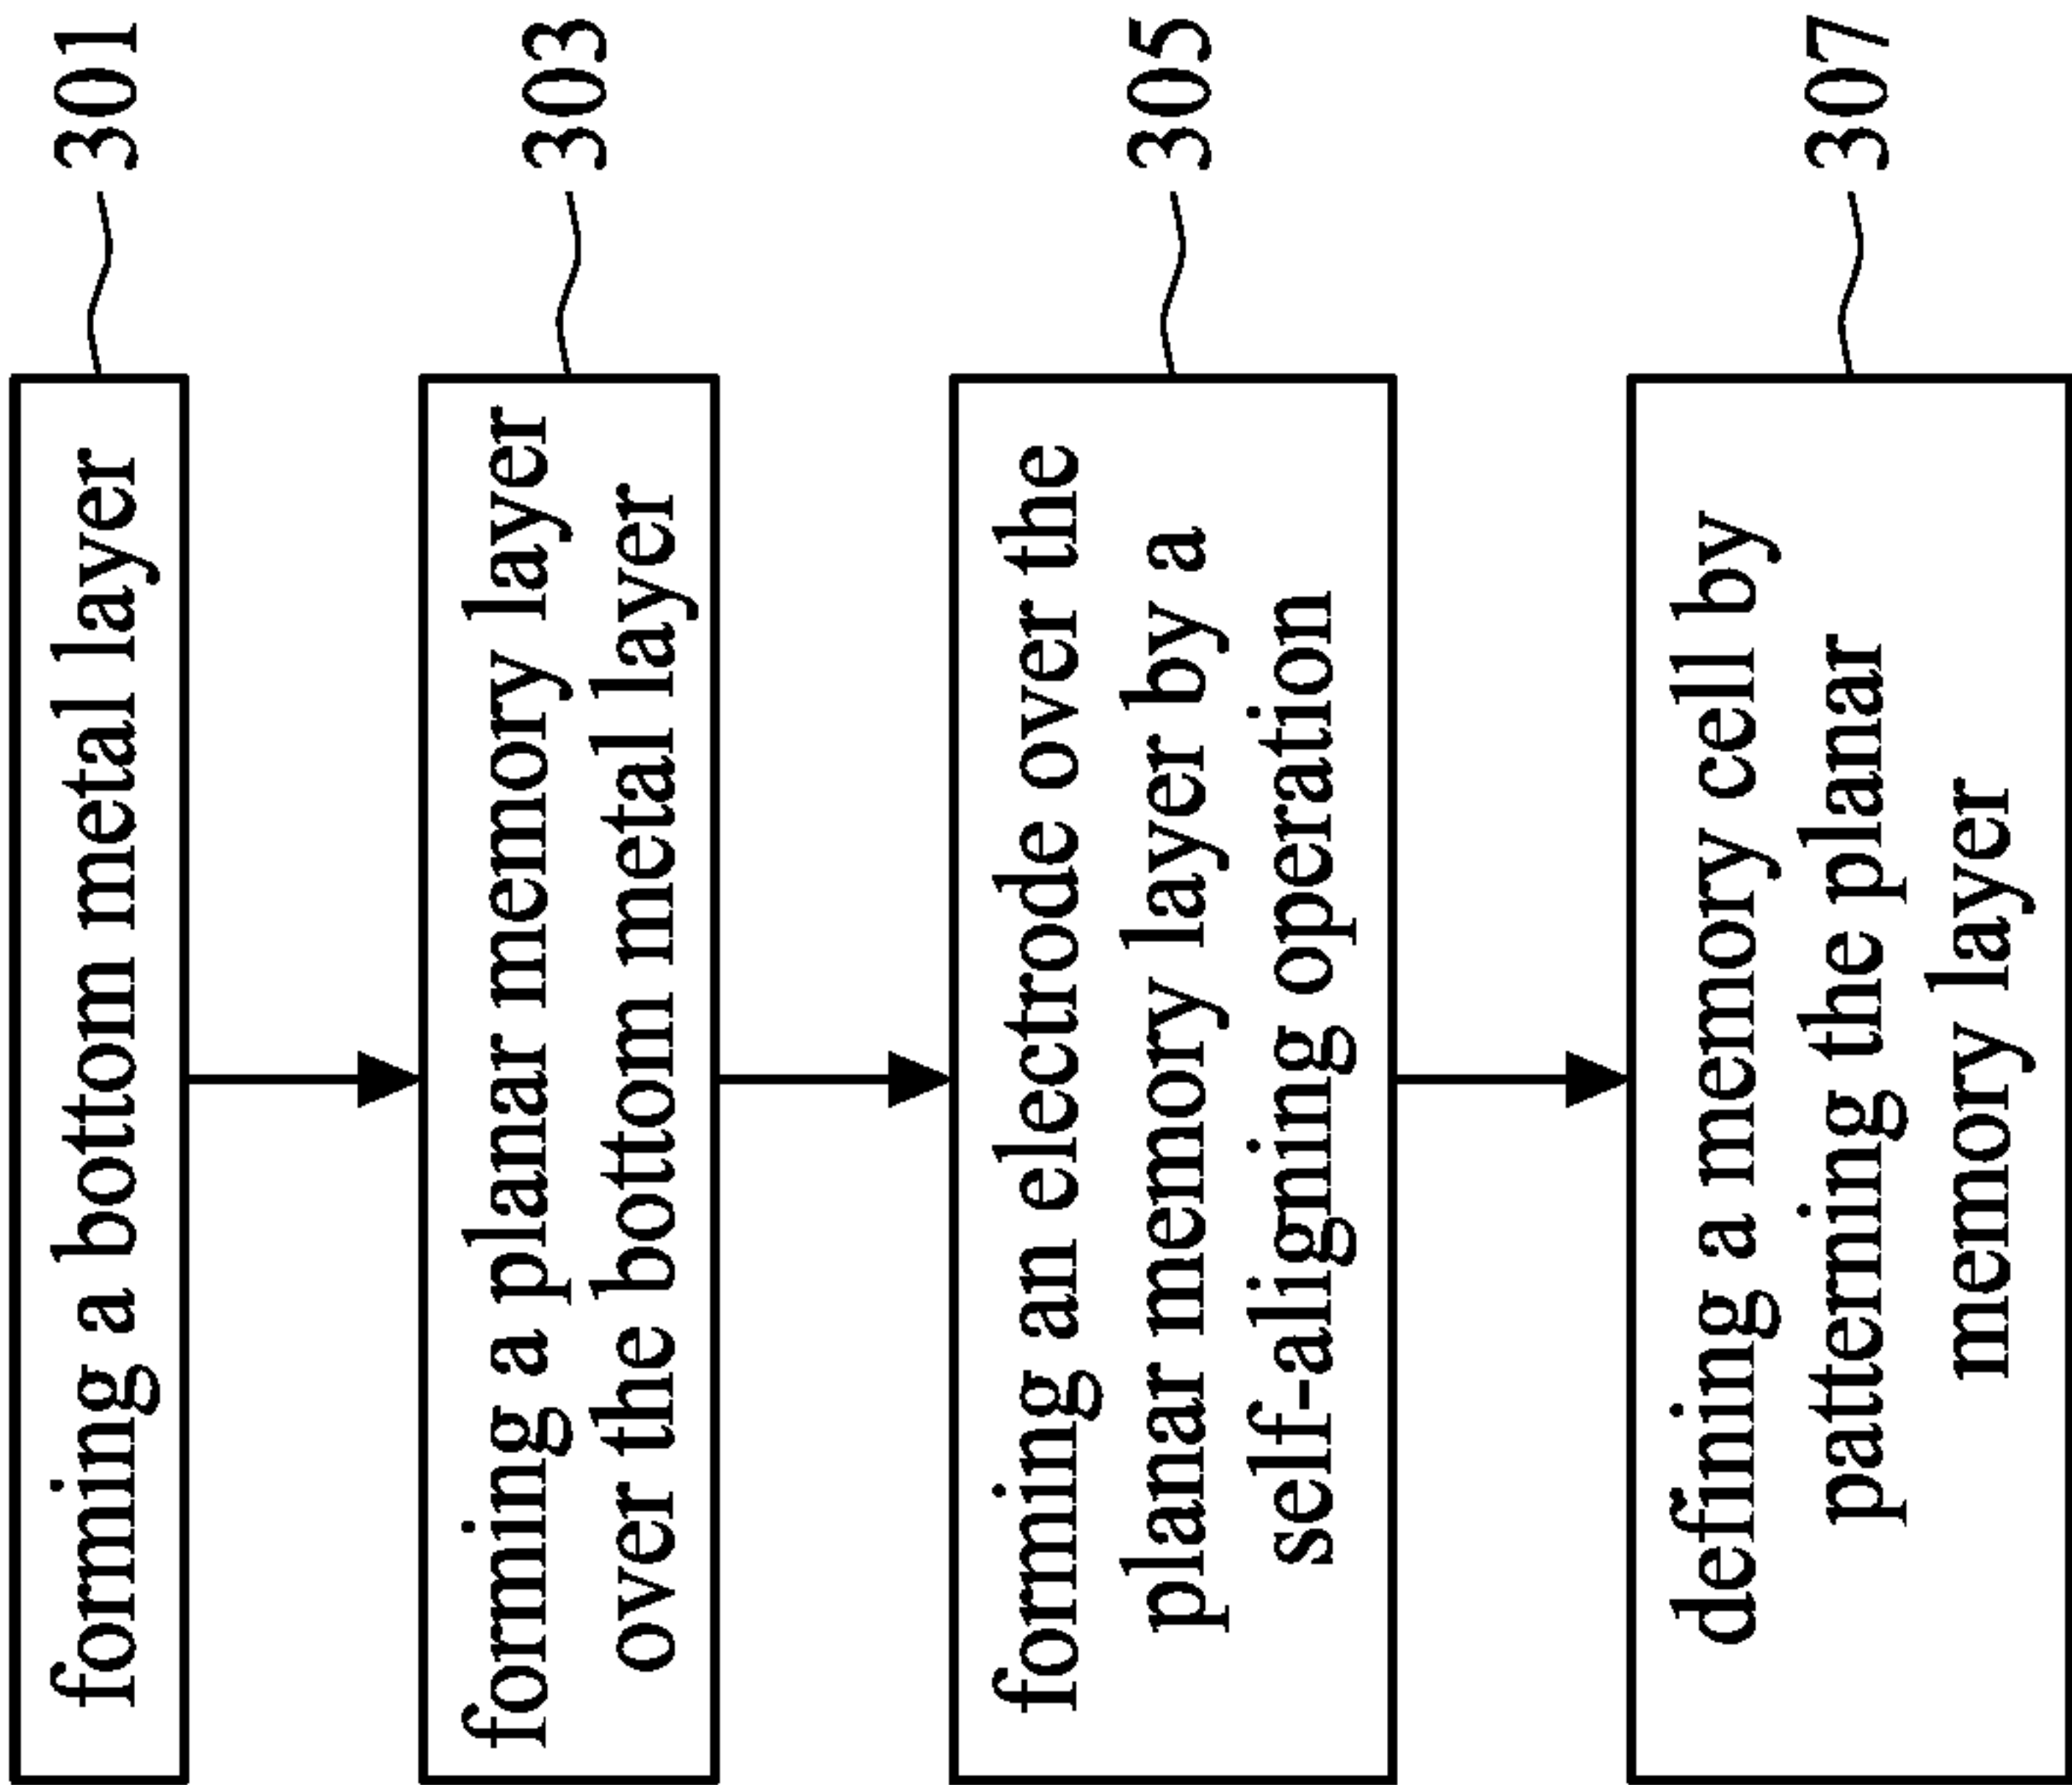 forming a bottom metal layer
301
forming a planar memory layer
over the bottom metal layer
303
forming an electrode over the
planar memory layer by a
self-aligning operation
305
defining a memory cell by
patterning the planar
memory layer
307